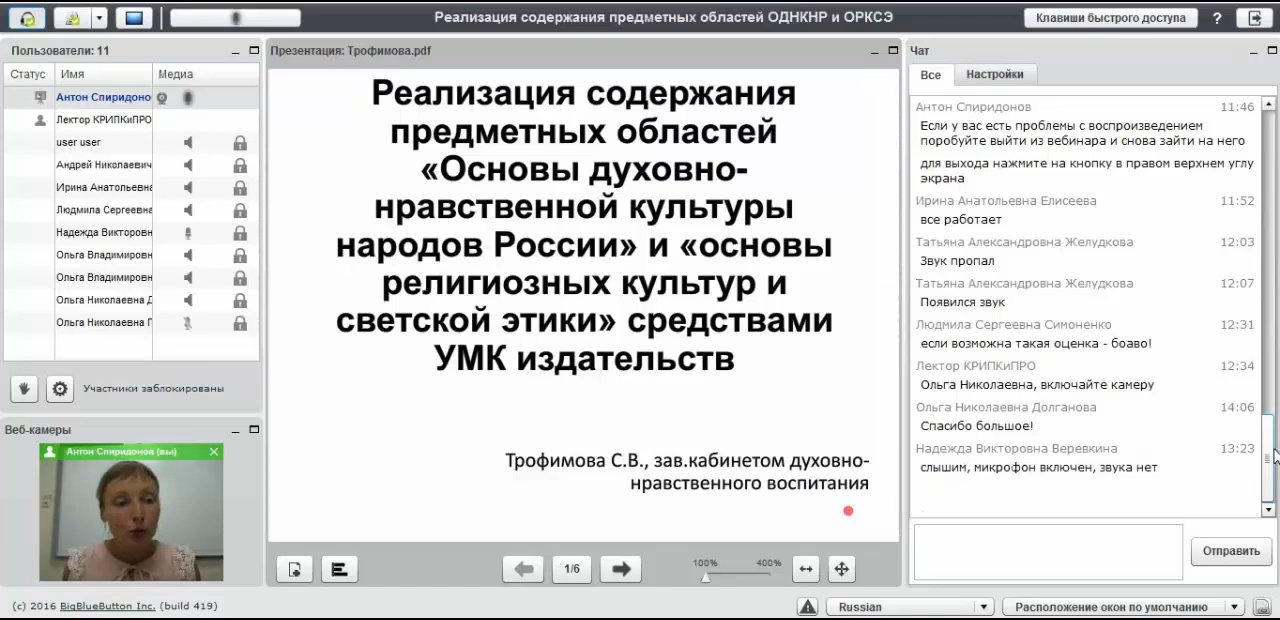 Реализация содержания предметных областей ОДНКНР и ОРКСЭ
Клавиши быстрого доступа
?
Пользователи: 11
Статус Имя Медиа
Антон Спиридоно
Лектор КРИПКиПРО
user user
Андрей Николаевич
Ирина Анатольевна
Людмила Сергеевна
Надежда Викторовн
Ольга Владимировн
Ольга Владимировн
Ольга Николаевна Д
Ольга Николаевна Г
Участники заблокированы
Веб-камеры
Антон Спиридонов (вы)
Презентация: Трофимова.pdf
Реализация содержания
предметных областей
«Основы духовно-
нравственной культуры
народов России» и «основы
религиозных культур и
светской этики» средствами
УМК издательств
Трофимова С.В., зав.кабинетом духовно-
нравственного воспитания
1/6
100% 400%
Чат
Все Настройки
Антон Спиридонов 11:46
Если у вас есть проблемы с воспроизведением
поробуйте выйти из вебинара и снова зайти на него
для выхода нажмите на кнопку в правом верхнем углу
экрана
Ирина Анатольевна Елисеева 11:52
все работает
Татьяна Александровна Желудкова 12:03
Звук пропал
Татьяна Александровна Желудкова 12:07
Появился звук
Людмила Сергеевна Симоненко 12:31
если возможна такая оценка - боаво!
Лектор КРИПКиПРО 12:34
Ольга Николаевна, включайте камеру
Ольга Николаевна Долганова 14:06
Спасибо большое!
Надежда Викторовна Веревкина 13:23
слышим, микрофон включен, звука нет
Отправить
(c) 2016 BigBlueButton Inc. (build 419)
Russian
Расположение окон по умолчанию